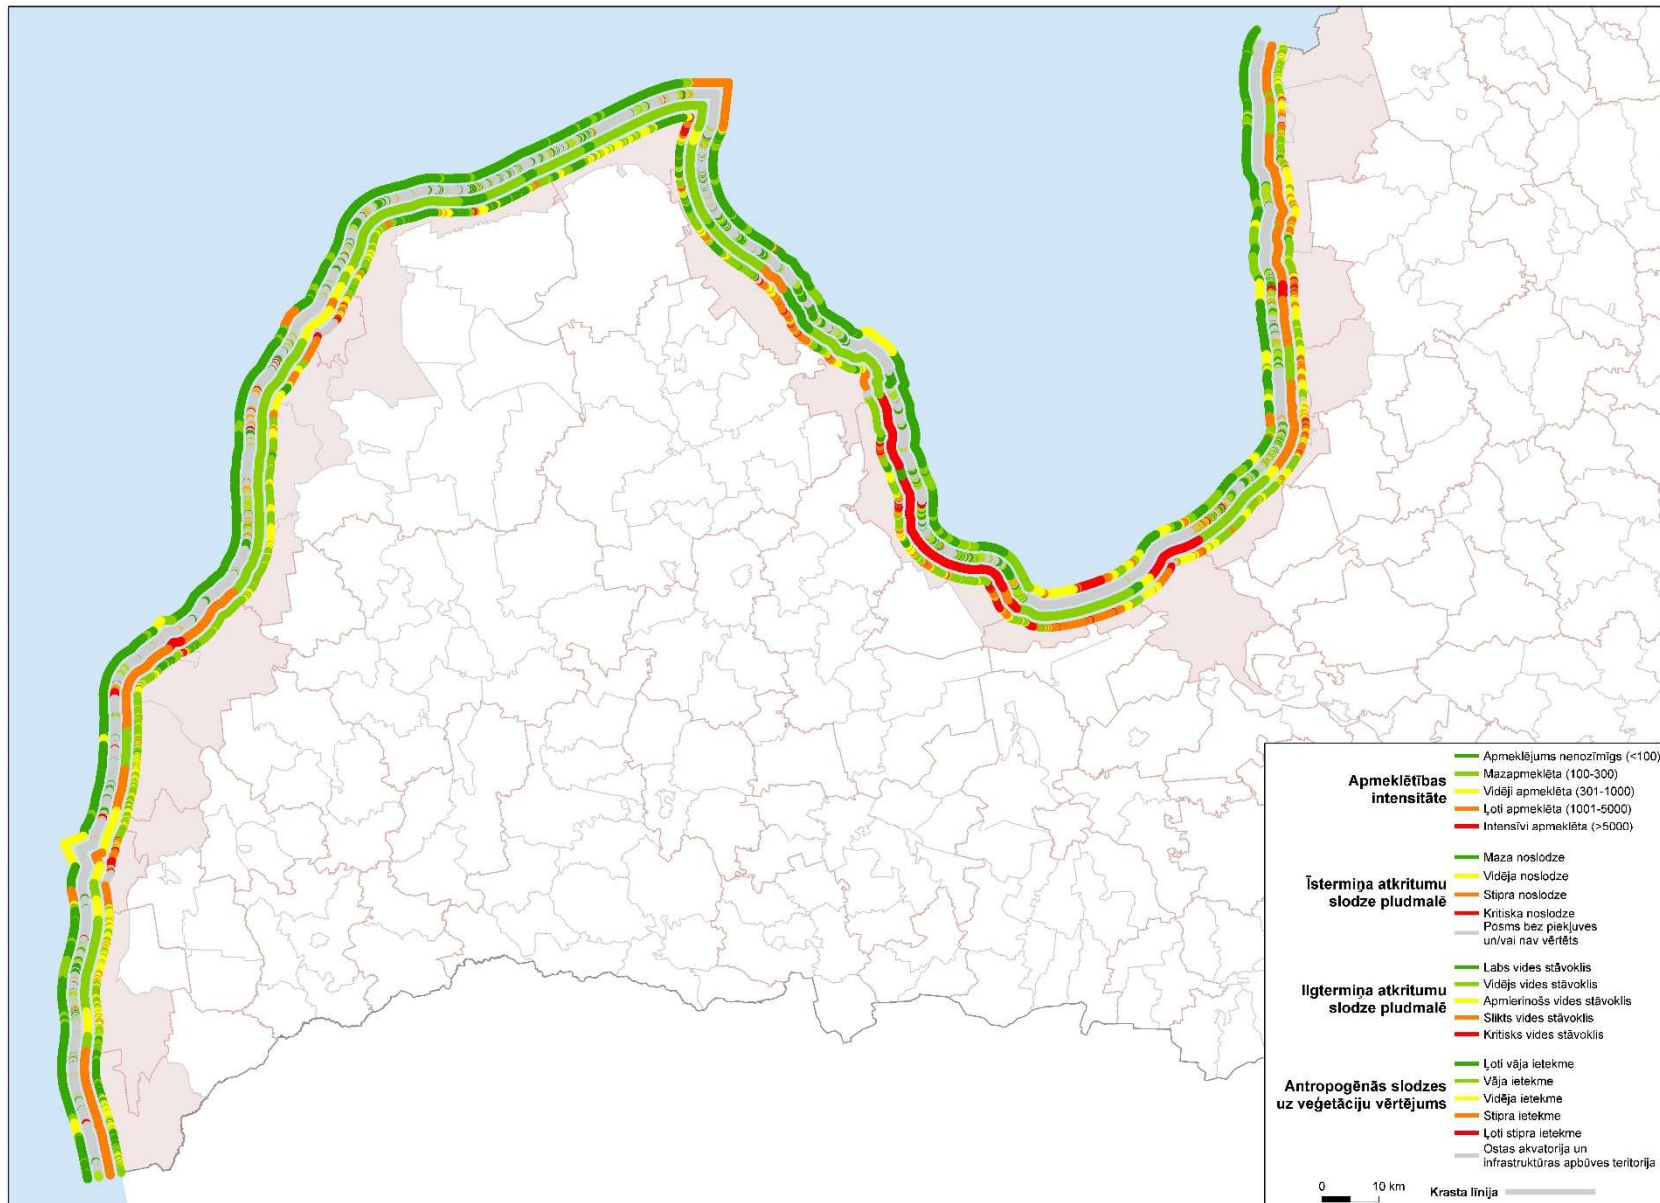 Apmeklētības
intensitāte
Apmeklējums nenozīmīgs (<100)
Mazapmeklēta (100-300)
Vidēji apmeklēta (301-1000)
Ļoti apmeklēta (1001-5000)
Intensīvi apmeklēta (>5000)
Īstermiņa atkritumu
slodze pludmalē
Maza noslodze
Vidēja noslodze
Stipra noslodze
Kritiska noslodze
Posms bez piekļuves
un/vai nav vērtēts
Ilgtermiņa atkritumu
slodze pludmalē
Labs vides stāvoklis
Vidējs vides stāvoklis
Apmierinošs vides stāvoklis
Slikts vides stāvoklis
Kritisks vides stāvoklis
Antropogēnās slodzes
uz veģetāciju vērtējums
Ļoti vāja ietekme
Vāja ietekme
Vidēja ietekme
Stipra ietekme
Ļoti stipra ietekme
Ostas akvatorija un
infrastruktūras apbūves teritorija
0 10 km
Krasta līnija